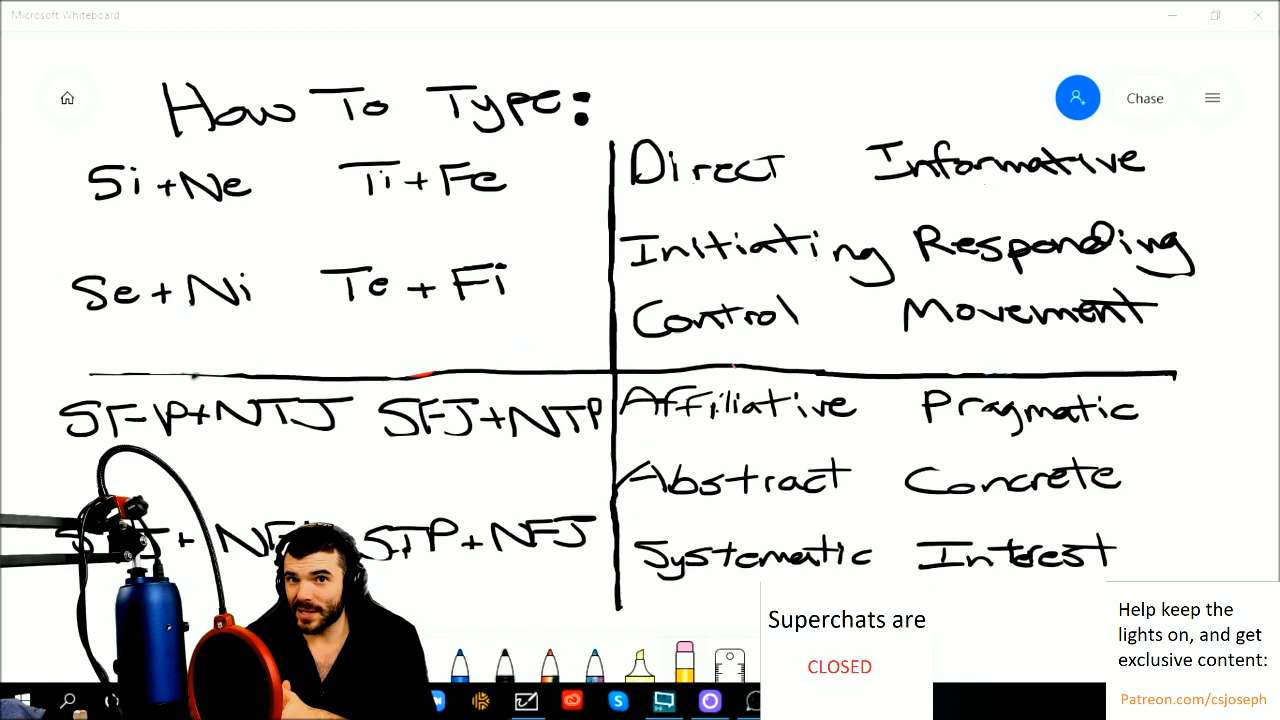 Microsoft Whiteboard
How To Type:
Chase
Si + Ne Ti + Fe
Se + Ni Te + Fi
Direct Informative
Initiating Responding
Control Movement
SFP + NTJ SFJ + NTP
+ STP + NFJ
Affiliative Pragmatic
Abstract Concrete
Systematic Interest
Superchats are
CLOSED
Help keep the
lights on, and get
exclusive content:
Patreon.com/csjoseph